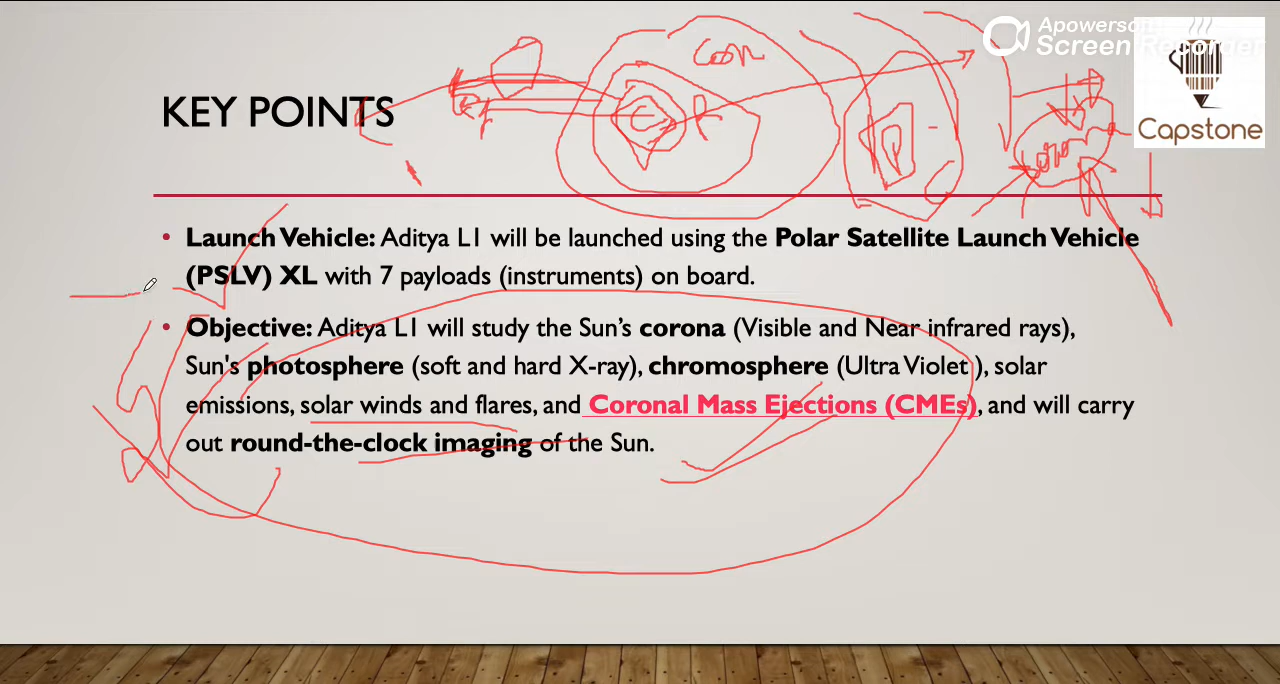 Apowerson
Screen Recorder
Capstone
KEY POINTS
• Launch Vehicle: Aditya L1 will be launched using the Polar Satellite Launch Vehicle
(PSLV) XL with 7 payloads (instruments) on board.
• Objective: Aditya L1 will study the Sun's corona (Visible and Near infrared rays),
Sun's photosphere (soft and hard X-ray), chromosphere (Ultra Violet ), solar
emissions, solar winds and flares, and Coronal Mass Ejections (CMEs), and will carry
out round-the-clock imaging of the Sun.